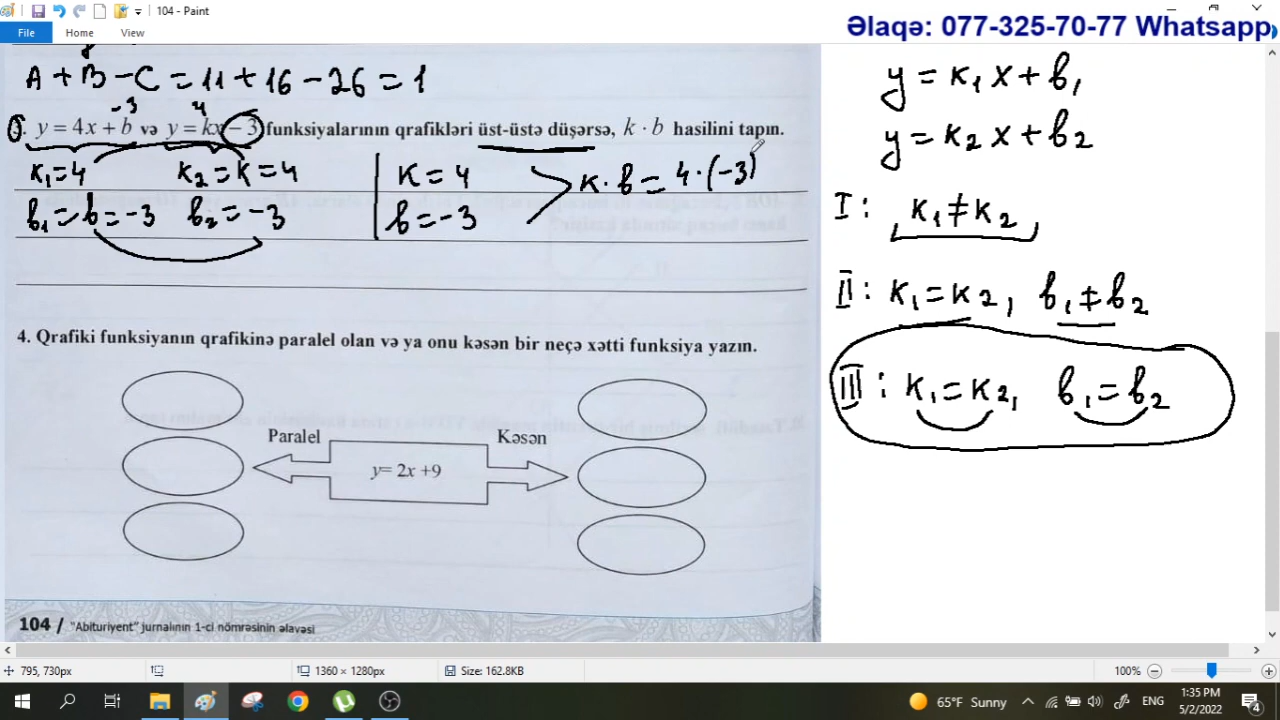 104 - Paint
Əlaqə: 077-325-70-77 Whatsapp
File Home View
A + B - C = 11 + 16 - 26 = 1
-3 4
y = 4x + b və y = kx - 3 funksiyalarının qrafikləri üst-üstə düşərsə, k · b hasilini tapın.
k₁ = 4 k₂ = k = 4
b₁ = b = -3 b₂ = -3
k = 4
b = -3
k · b = 4 · (-3)
4. Qrafiki funksiyanın qrafikinə paralel olan və ya onu kəsən bir neçə xətti funksiya yazın.
Paralel
Kəsən
y= 2x +9
104 / "Abituriyent" jurnalının 1-ci nömrəsinin əlavəsi
y = k₁ x + b₁
y = k₂ x + b₂
I : k₁ ≠ k₂
II : k₁ = k₂, b₁ ≠ b₂
III : k₁ = k₂, b₁ = b₂
795, 730px
1360 × 1280px
Size: 162.8KB
100%
65°F Sunny
ENG
1:35 PM
5/2/2022
4